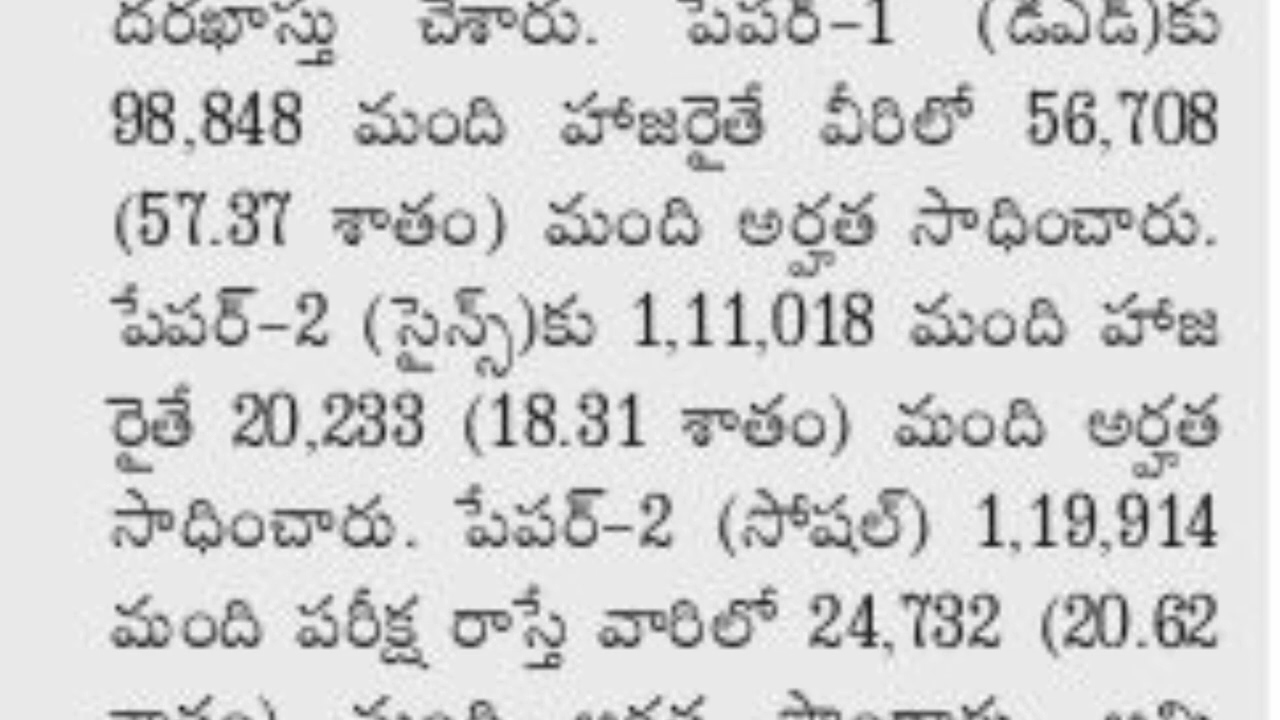 దరఖాస్తు చేశారు. పేపర్-1 (డీఎడ్)కు
98,848 మంది హాజరైతే వీరిలో 56,708
(57.37 శాతం) మంది అర్హత సాధించారు.
పేపర్-2 (సైన్స్)కు 1,11,018 మంది హాజ
రైతే 20,233 (18.31 శాతం) మంది అర్హత
సాధించారు. పేపర్-2 (సోషల్) 1,19,914
మంది పరీక్ష రాస్తే వారిలో 24,732 (20.62